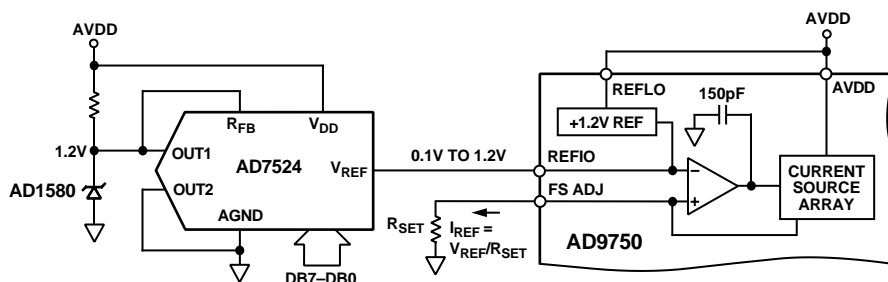 AVDD
1.2V
AD1580
R_FB
V_DD
OUT1
AD7524
V_REF
OUT2
AGND
DB7–DB0
0.1V TO 1.2V
R_SET
I_REF =
V_REF/R_SET
AVDD
REFLO
150pF
AVDD
+1.2V REF
REFIO
FS ADJ
CURRENT
SOURCE
ARRAY
AD9750